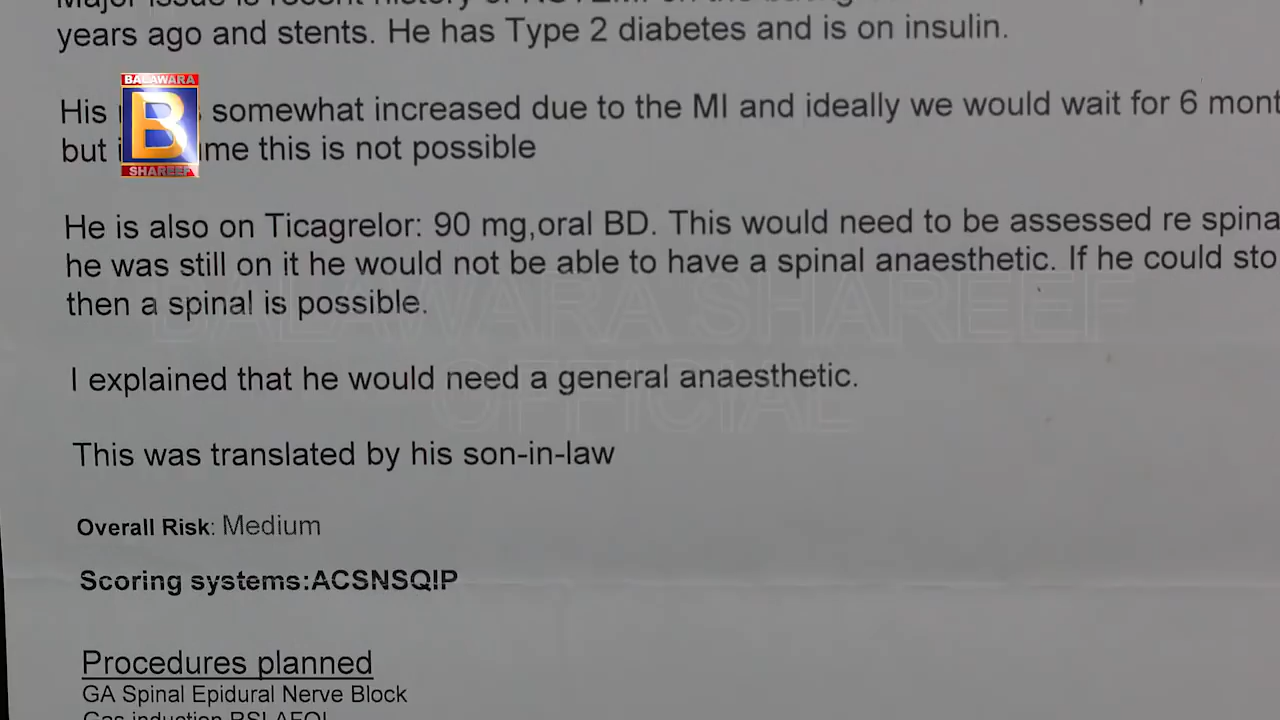 years ago and stents. He has Type 2 diabetes and is on insulin.
BALAWARA
B
SHAREEF
His somewhat increased due to the MI and ideally we would wait for 6
but me this is not possible
He is also on Ticagrelor: 90 mg,oral BD. This would need to be assessed re
he was still on it he would not be able to have a spinal anaesthetic. If he could
then a spinal is possible.
BALAWARA SHAREEF
OFFICIAL
I explained that he would need a general anaesthetic.
This was translated by his son-in-law
Overall Risk: Medium
Scoring systems:ACSNSQIP
Procedures planned
GA Spinal Epidural Nerve Block